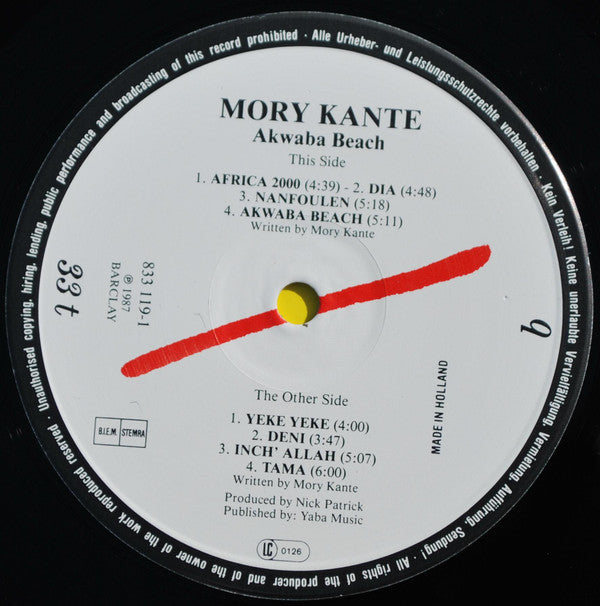 MORY KANTE
Akwaba Beach
This Side
1. AFRICA 2000 (4:39) - 2. DIA (4:48)
3. NANFOULEN (5:18)
4. AKWABA BEACH (5:11)
Written by Mory Kante
833 119-1
℗ 1987
BARCLAY
33 t
9
MADE IN HOLLAND
The Other Side
1. YEKE YEKE (4:00)
2. DENI (3:47)
3. INCH' ALLAH (5:07)
4. TAMA (6:00)
Written by Mory Kante
Produced by Nick Patrick
Published by: Yaba Music
B.I.E.M. STEMRA
LC 0126
Alle Urheber- und Leistungsschutzrechte vorbehalten · Kein Verleih! Keine unerlaubte Vervielfältigung, Vermietung, Aufführung, Sendung! · All rights of the producer and of the owner of the work reproduced reserved · Unauthorised copying, hiring, lending, public performance and broadcasting of this record prohibited ·